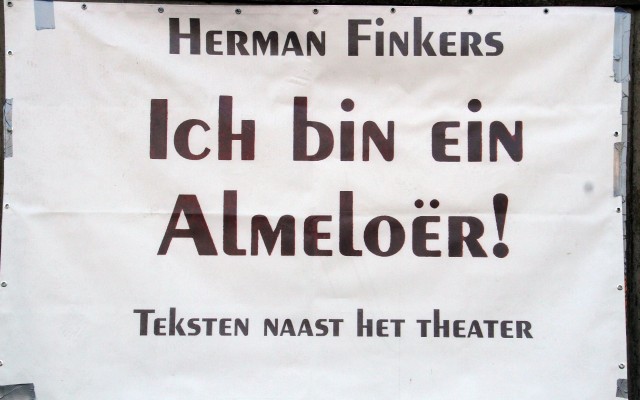 Herman Finkers
Ich bin ein
Almeloër!
Teksten naast het theater